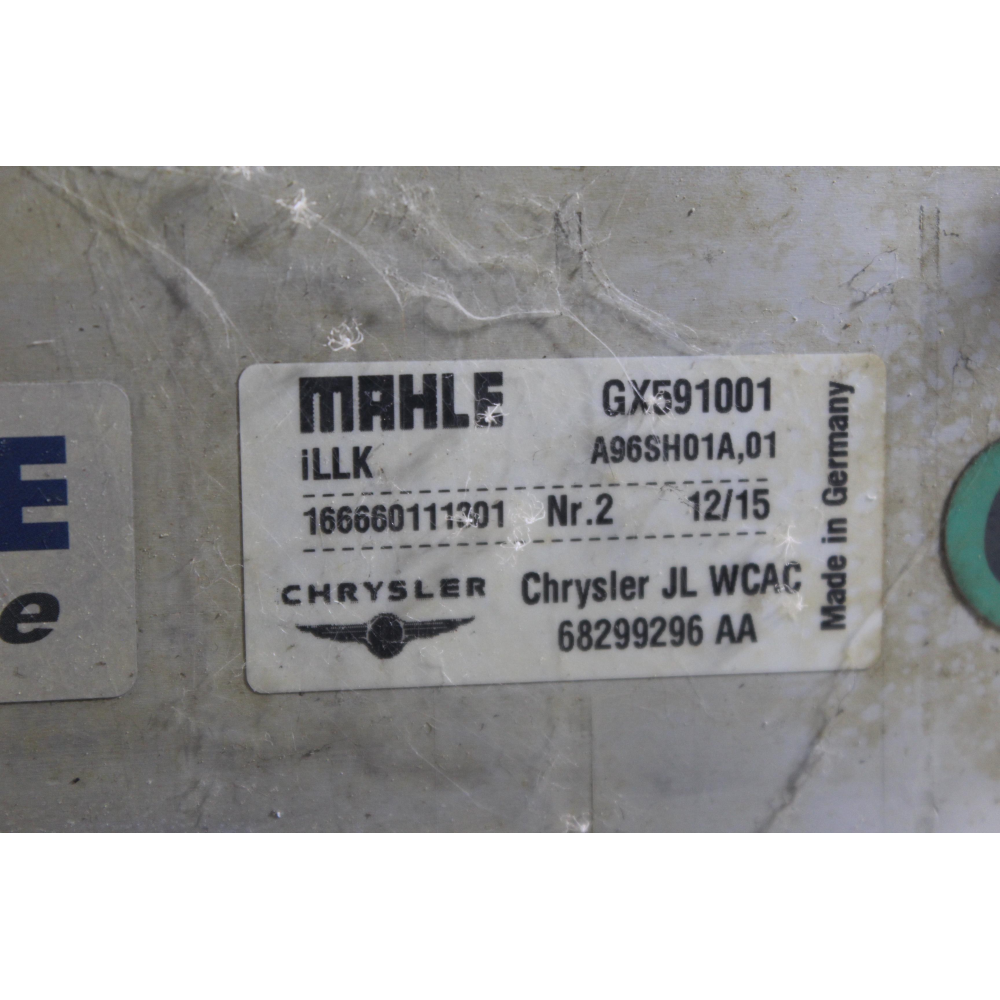 MAHLE GX591001
iLLK A96SH01A,01
166660111301 Nr.2 12/15
CHRYSLER Chrysler JL WCAC
68299296 AA
Made in Germany
E
e